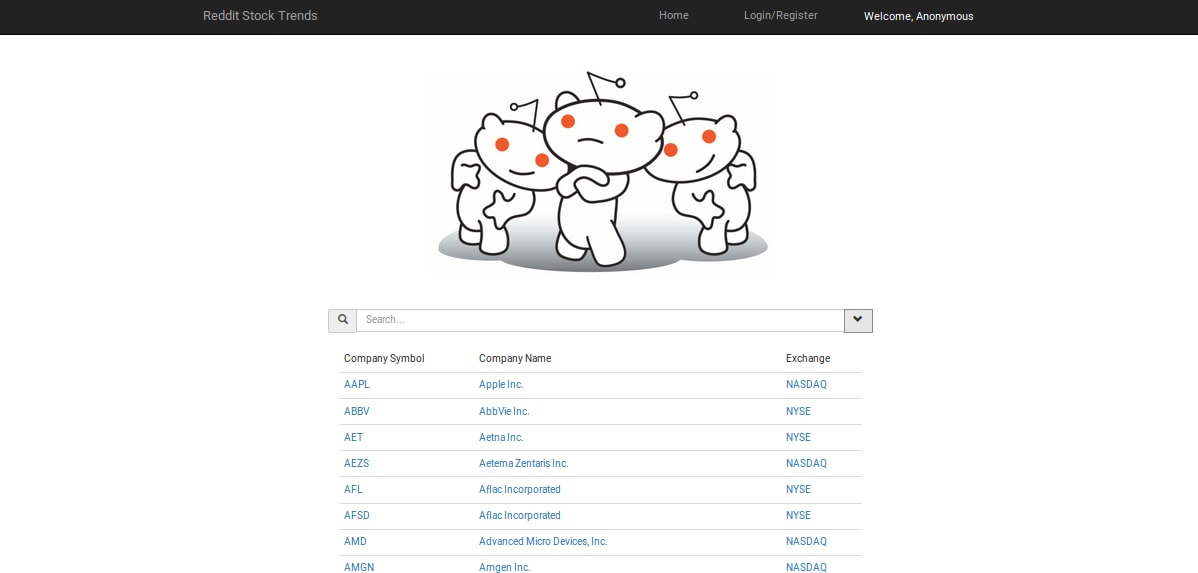 Reddit Stock Trends Home Login/Register Welcome, Anonymous
Search...
Company Symbol Company Name Exchange
AAPL Apple Inc. NASDAQ
ABBV AbbVie Inc. NYSE
AET Aetna Inc. NYSE
AEZS Aeterna Zentaris Inc. NASDAQ
AFL Aflac Incorporated NYSE
AFSD Aflac Incorporated NYSE
AMD Advanced Micro Devices, Inc. NASDAQ
AMGN Amgen Inc. NASDAQ